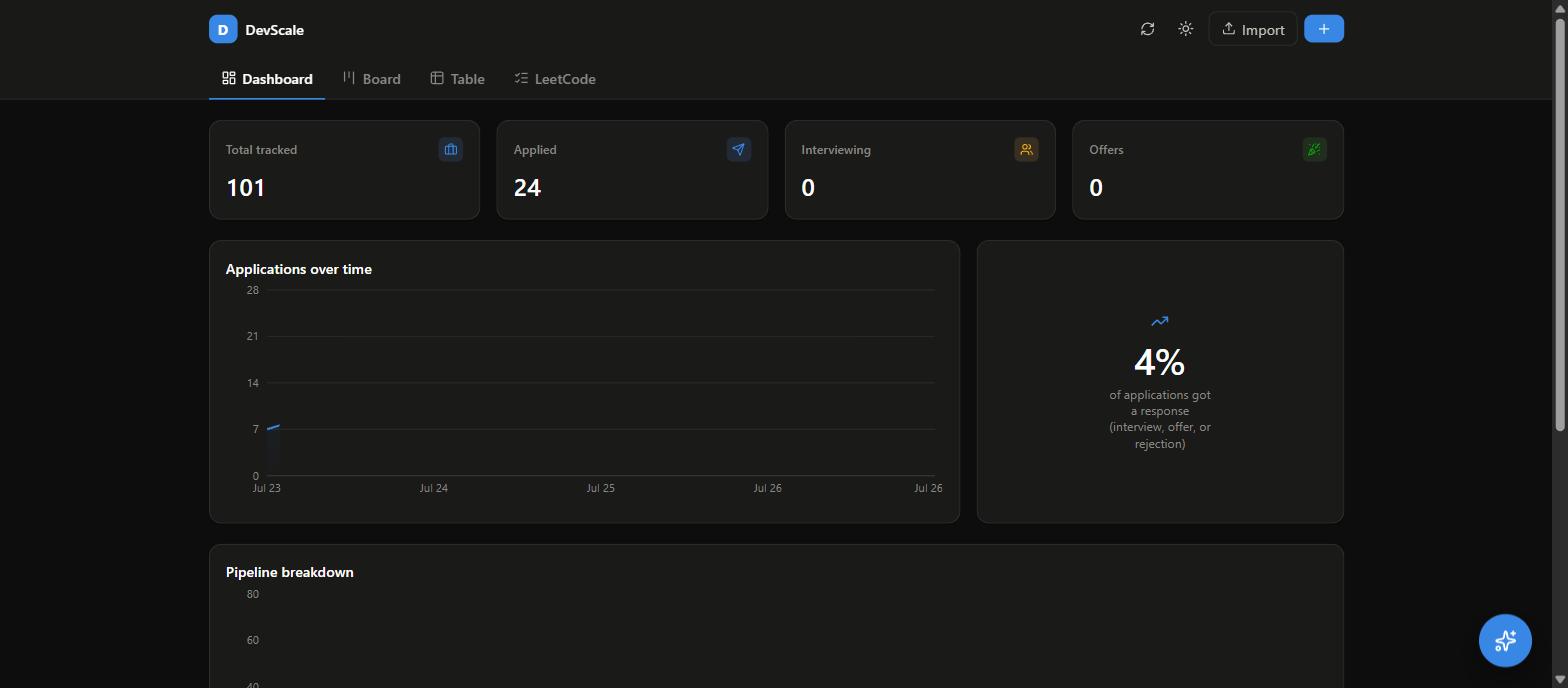 D DevScale
Import
Dashboard Board Table LeetCode
Total tracked
101
Applied
24
Interviewing
0
Offers
0
Applications over time
28
21
14
7
0
Jul 23 Jul 24 Jul 25 Jul 26 Jul 26
4%
of applications got
a response
(interview, offer, or
rejection)
Pipeline breakdown
80
60
40